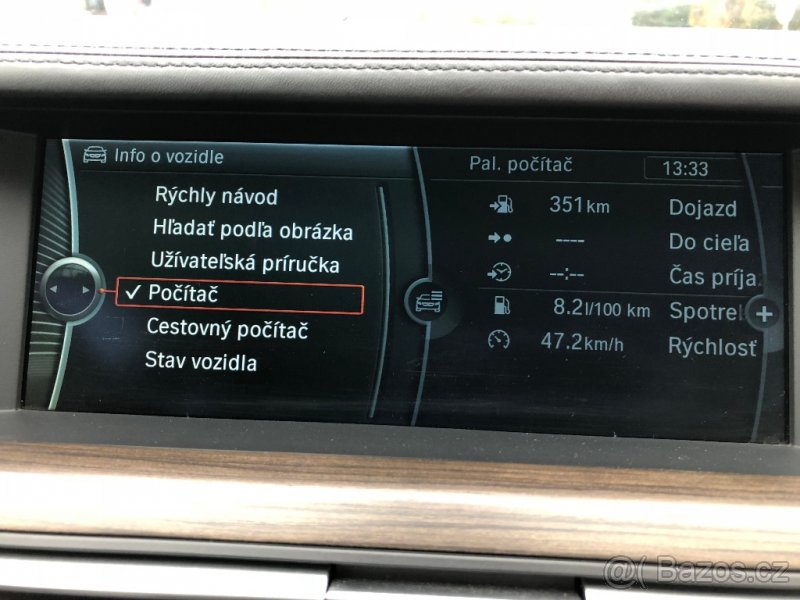 Info o vozidle
Rýchly návod
Hľadať podľa obrázka
Užívateľská príručka
✓ Počítač
Cestovný počítač
Stav vozidla
Pal. počítač 13:33
351 km Dojazd
---- Do cieľa
--:-- Čas príja
8.2 l/100 km Spotre
47.2 km/h Rýchlosť
@( Bazos.cz